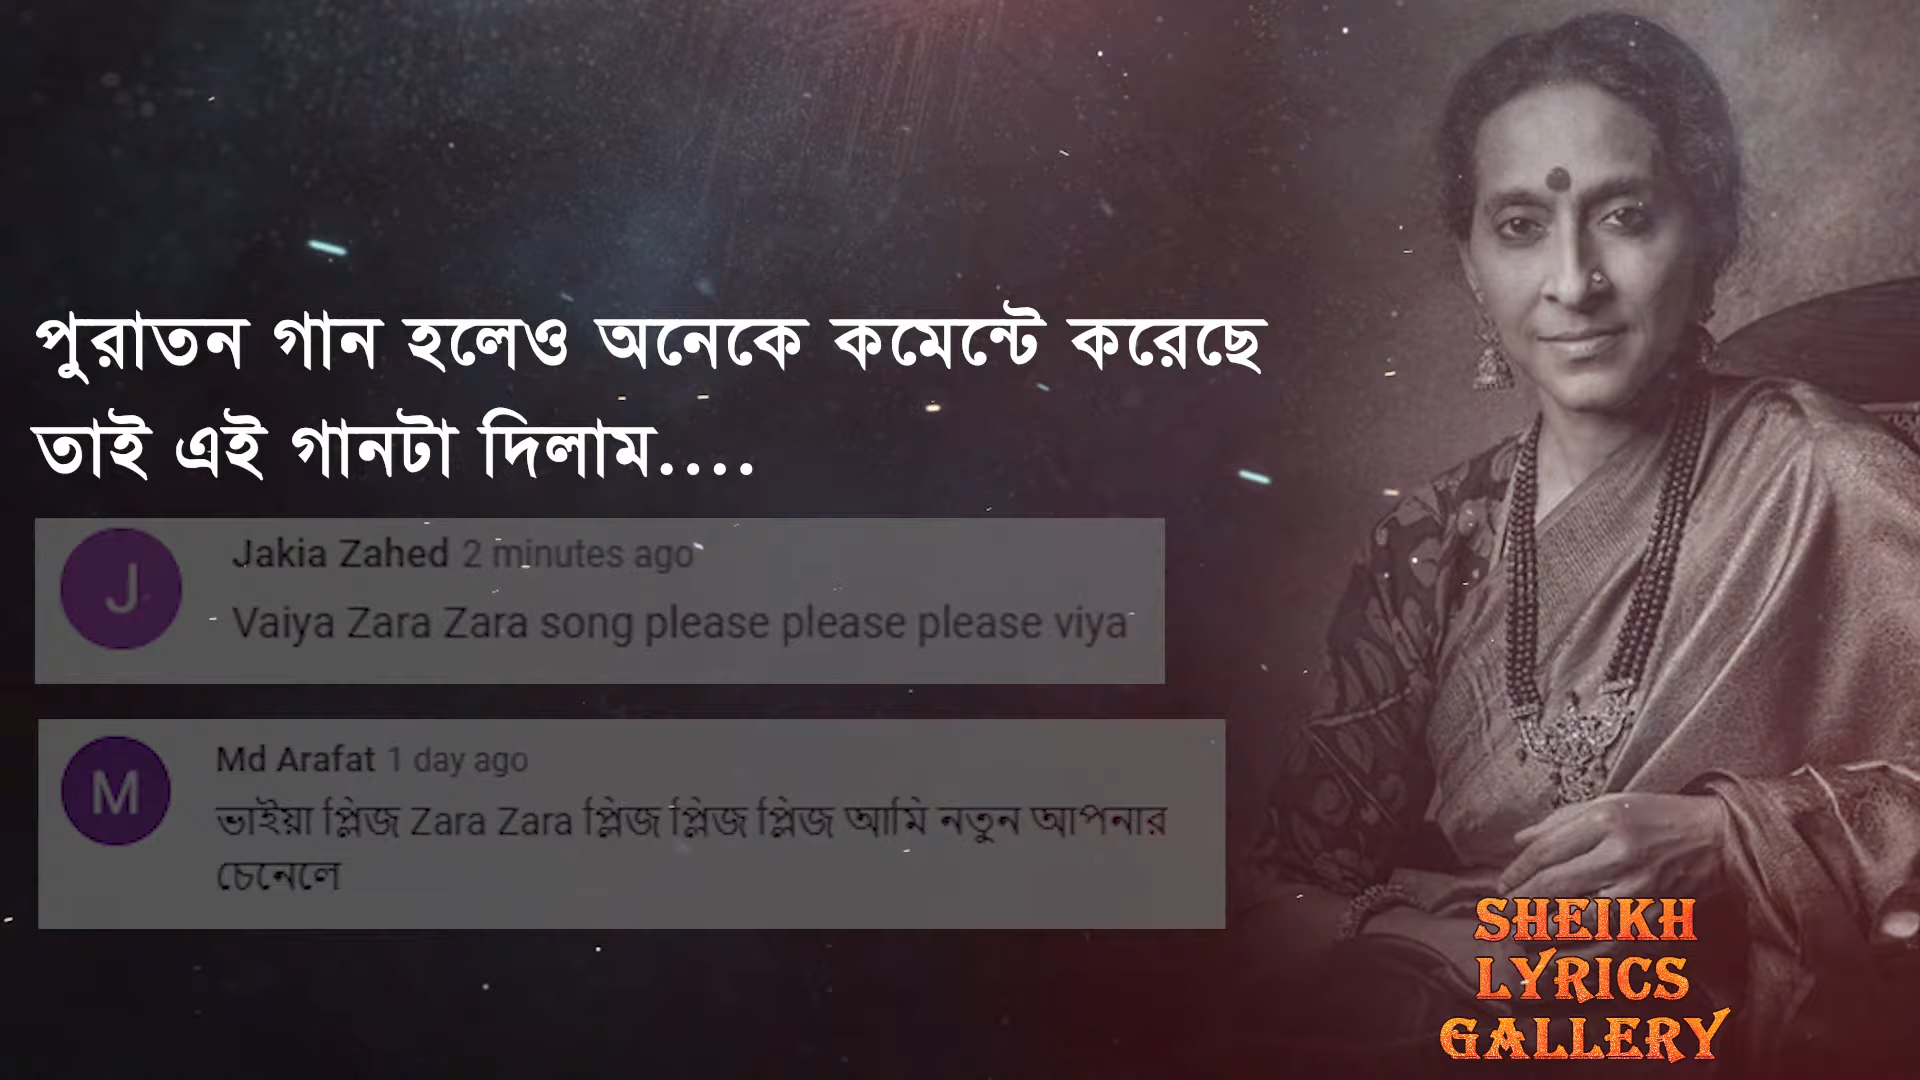 পুরাতন গান হলেও অনেকে কমেন্টে করেছে
তাই এই গানটা দিলাম....
J
Jakia Zahed 2 minutes ago
Vaiya Zara Zara song please please please viya
M
Md Arafat 1 day ago
ভাইয়া প্লিজ Zara Zara প্লিজ প্লিজ প্লিজ আমি নতুন আপনার
চেনেলে
SHEIKH
LYRICS
GALLERY